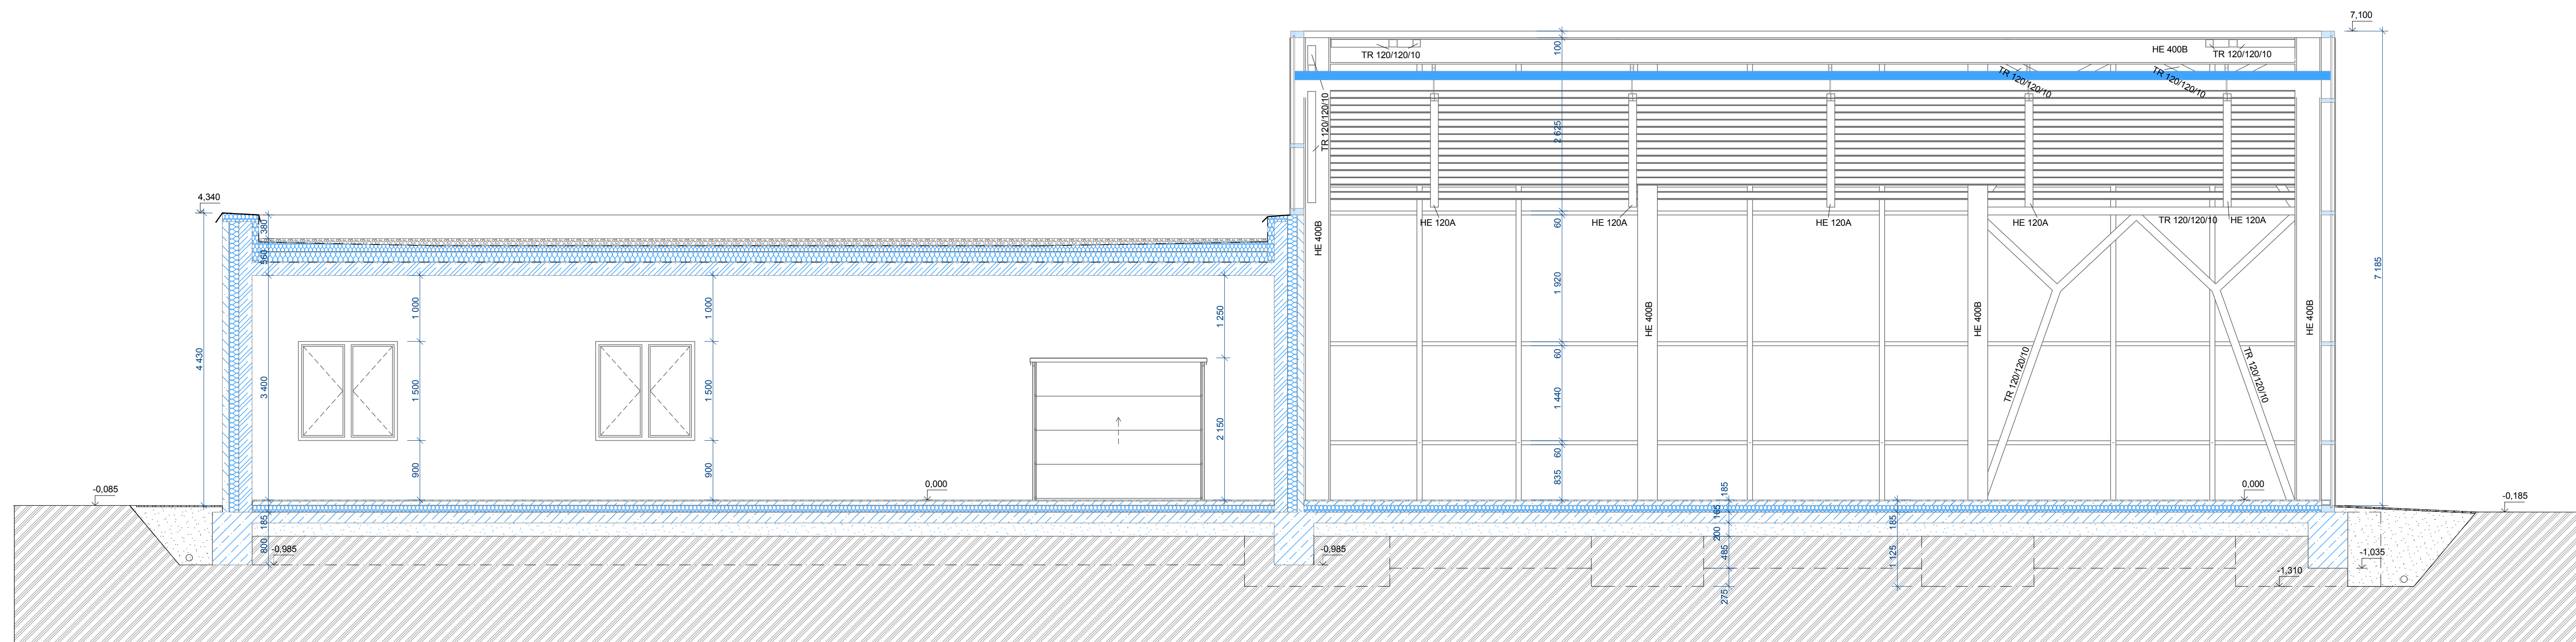 7,100
100
TR 120/120/10
HE 400B
TR 120/120/10
TR 120/120/10
TR 120/120/10
TR 120/120/10
2 625
4,340
380
560
HE 400B
HE 120A
HE 120A
60
HE 120A
HE 120A
TR 120/120/10
HE 120A
7 185
1 000
1 000
1 250
1 920
HE 400B
HE 400B
HE 400B
4 430
3 400
1 500
1 500
60
1 440
TR 120/120/10
TR 120/120/10
2 150
900
900
60
835
-0,085
0,000
0,000
-0,185
185
185
165
185
800
200
-0,985
-0,985
485
1 125
-1,035
-1,310
275